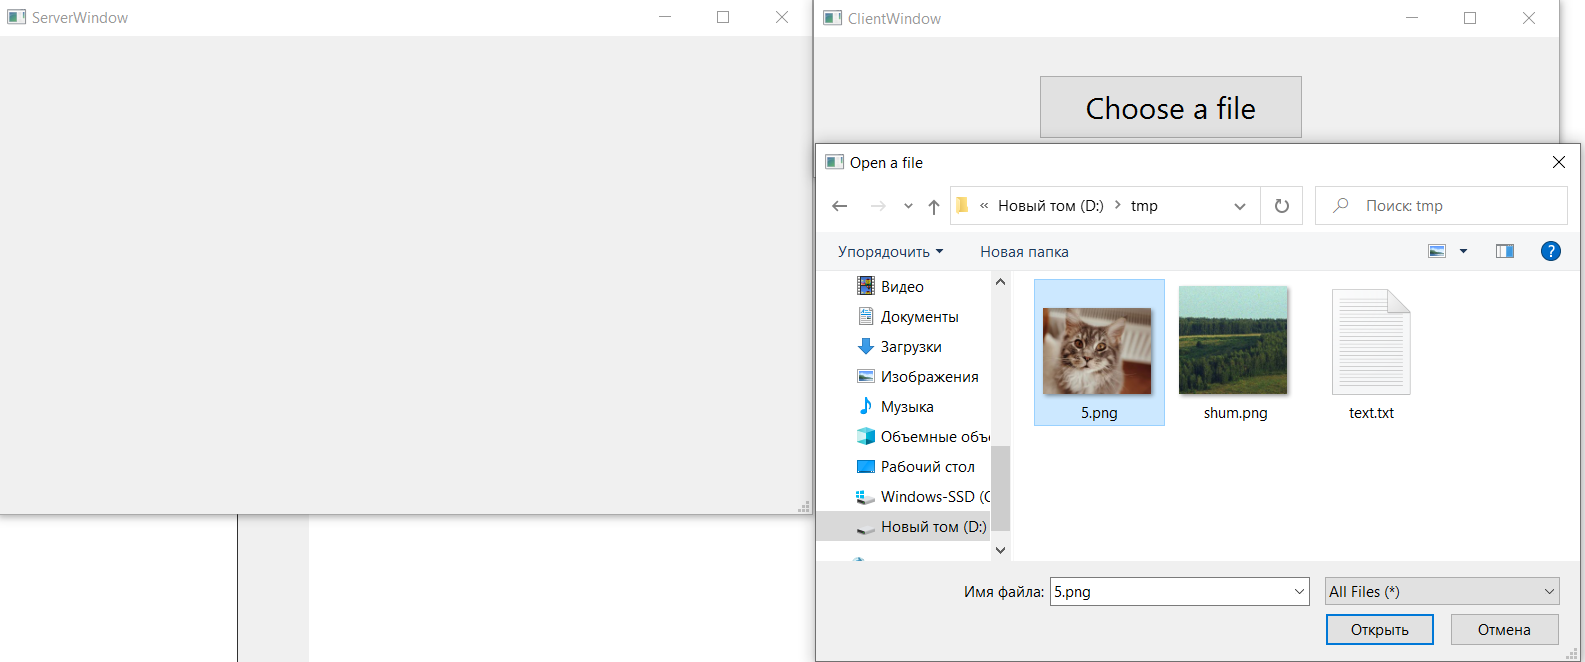 ServerWindow
ClientWindow
Choose a file
Open a file
« Новый том (D:) > tmp
Поиск: tmp
Упорядочить
Новая папка
?
Видео
Документы
Загрузки
Изображения
Музыка
Объемные объе
Рабочий стол
Windows-SSD (C
Новый том (D:)
5.png
shum.png
text.txt
Имя файла:
5.png
All Files (*)
Открыть
Отмена